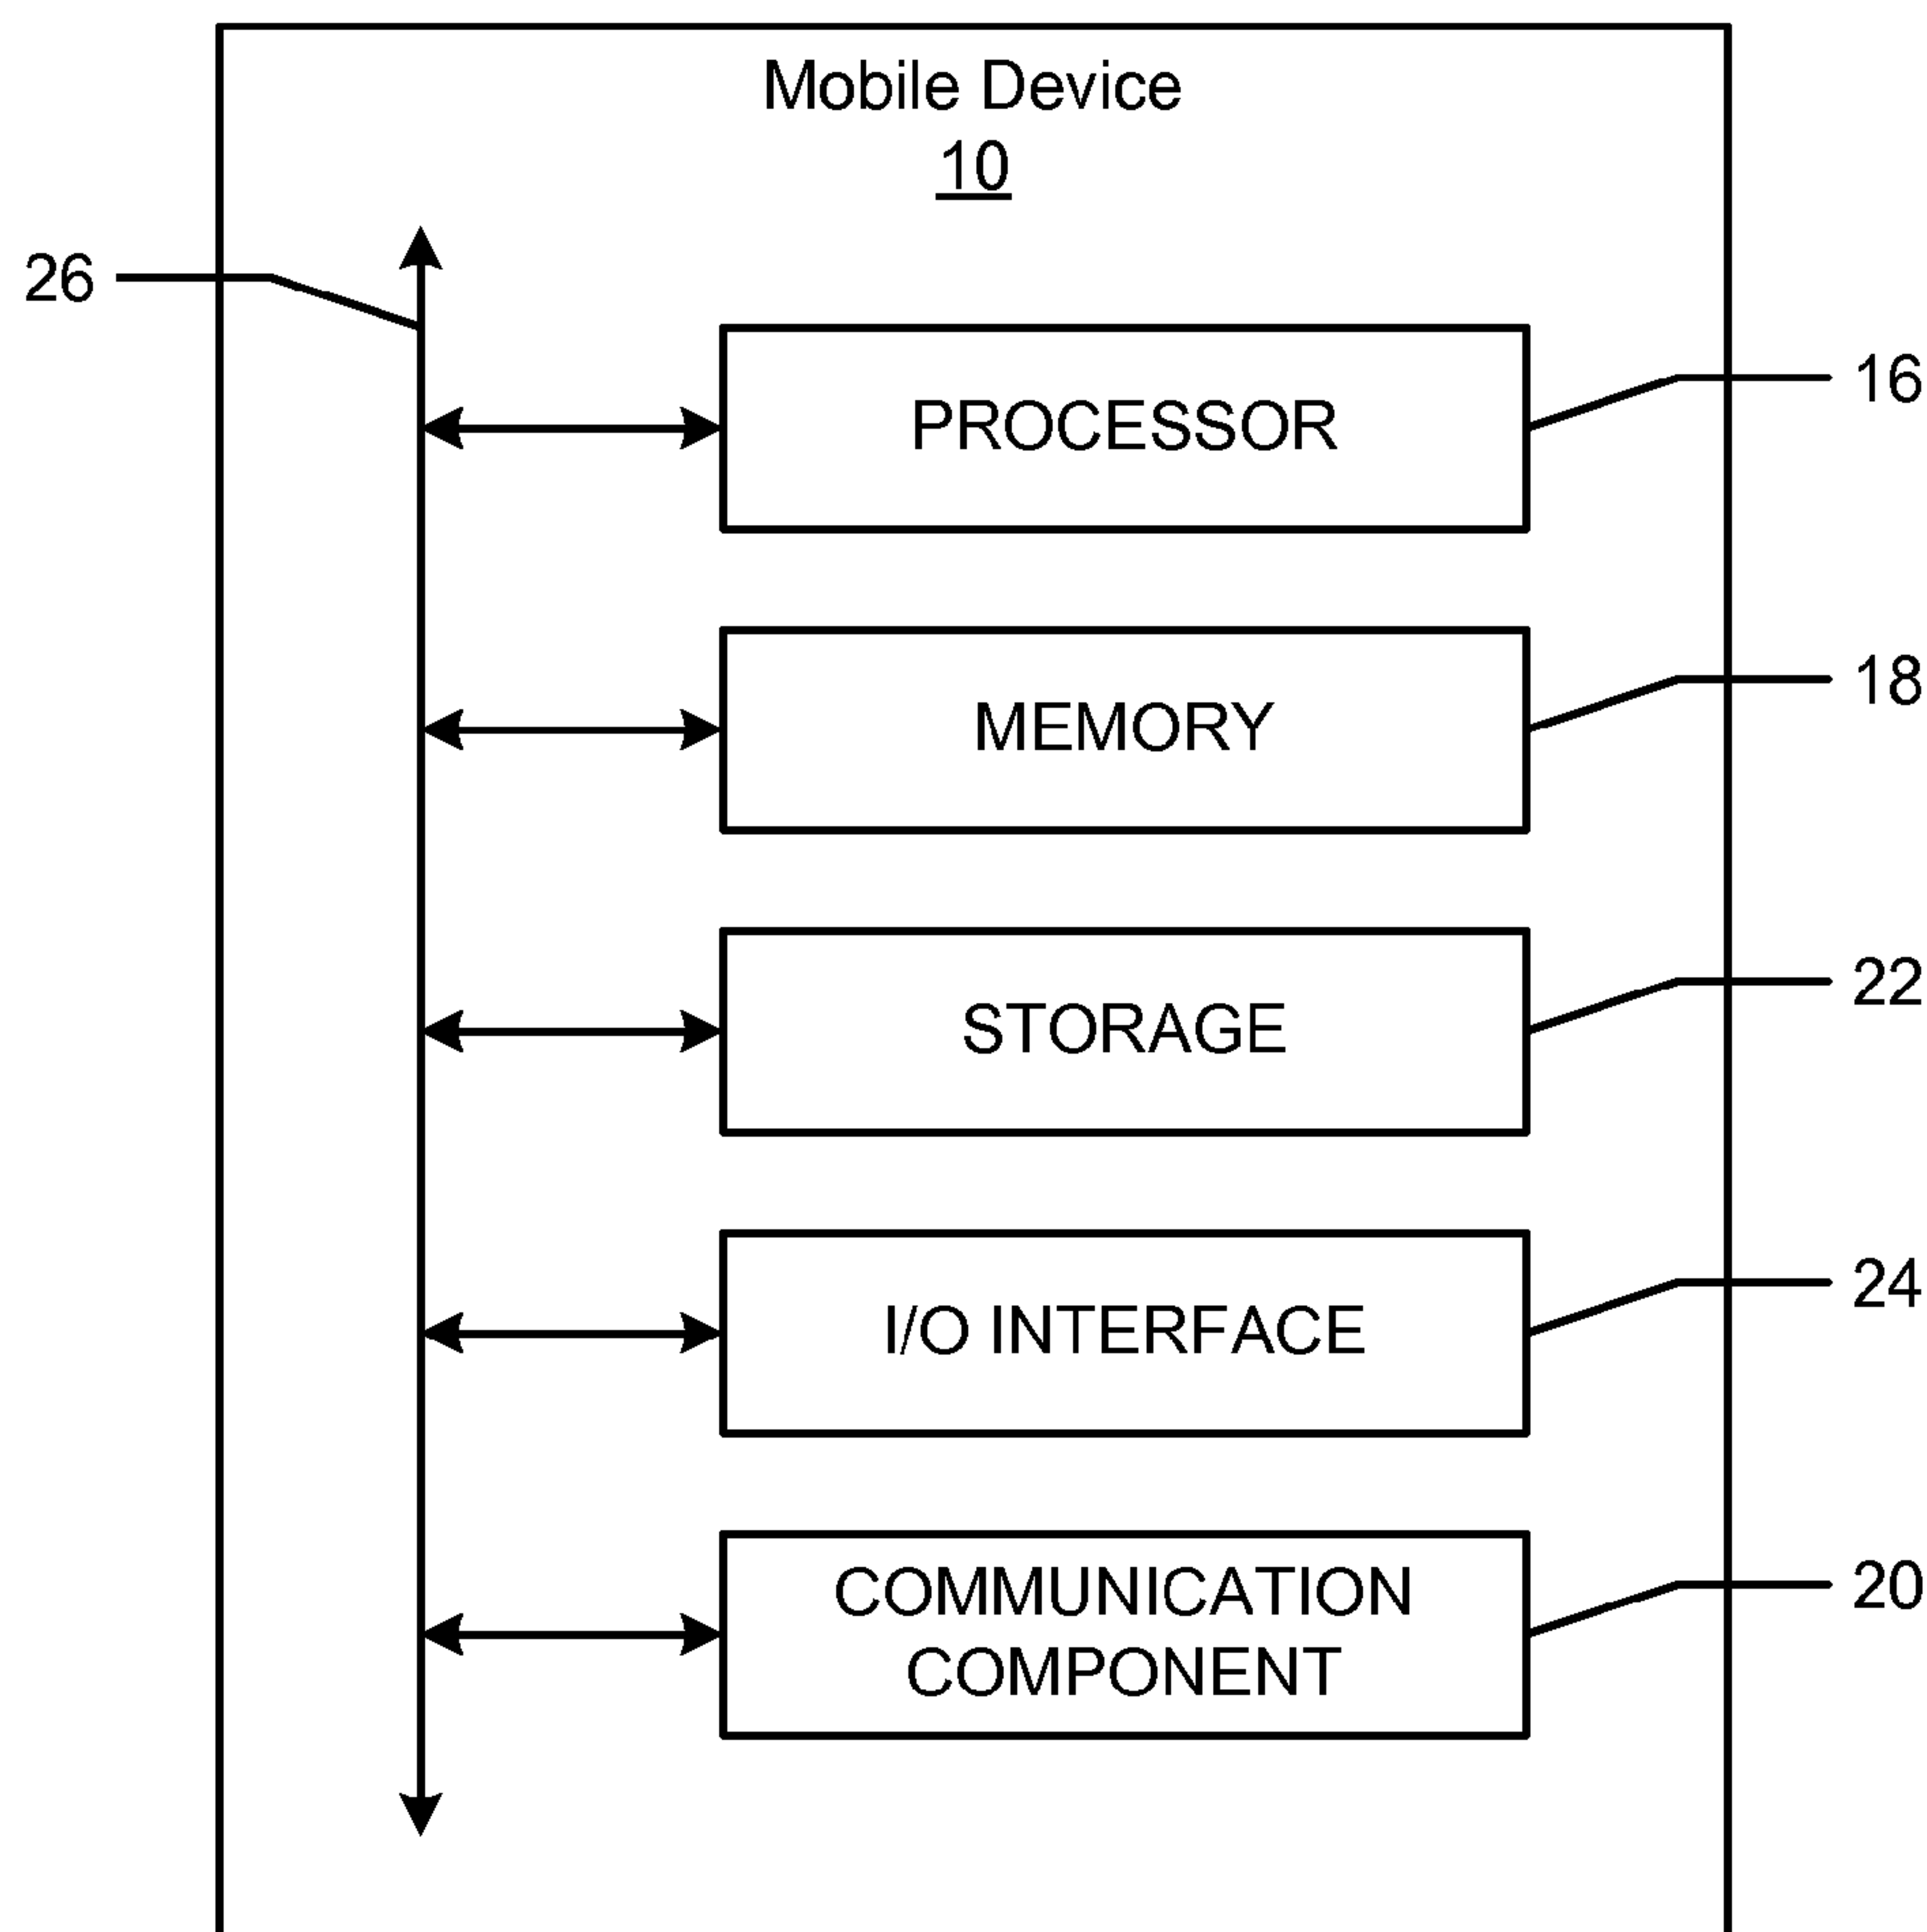 Mobile Device
10
26
PROCESSOR
16
MEMORY
18
STORAGE
22
I/O INTERFACE
24
COMMUNICATION
COMPONENT
20